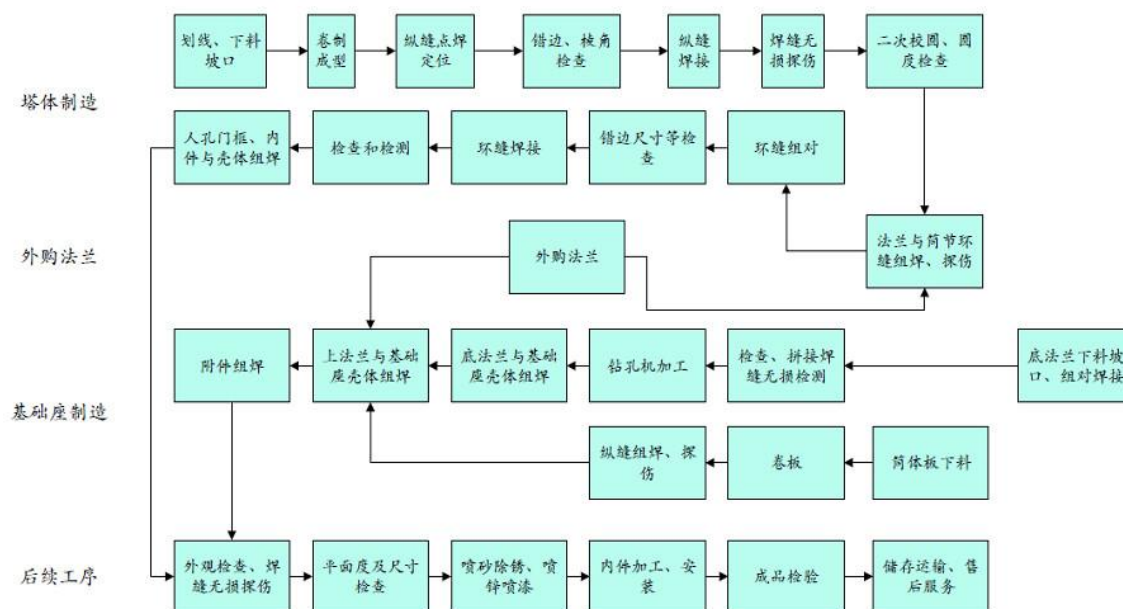 划线、下料
坡口
卷制
成型
纵缝点焊
定位
错边、棱角
检查
纵缝
焊接
焊缝无
损探伤
二次校圆、圆
度检查
塔体制造
人孔门框、内
件与壳体组焊
检查和检测
环缝焊接
错边尺寸等检
查
环缝组对
外购法兰
外购法兰
法兰与筒节环
缝组焊、探伤
基础座制造
附件组焊
上法兰与基础
座壳体组焊
底法兰与基础
座壳体组焊
钻孔机加工
检查、拼接焊
缝无损检测
底法兰下料坡
口、组对焊接
纵缝组焊、探
伤
卷板
筒体板下料
后续工序
外观检查、焊
缝无损探伤
平面度及尺寸
检查
喷砂除锈、喷
锌喷漆
内件加工、安
装
成品检验
储存运输、售
后服务